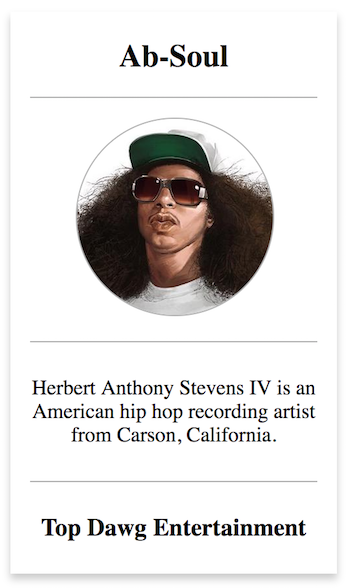 Ab-Soul
Herbert Anthony Stevens IV is an
American hip hop recording artist
from Carson, California.
Top Dawg Entertainment